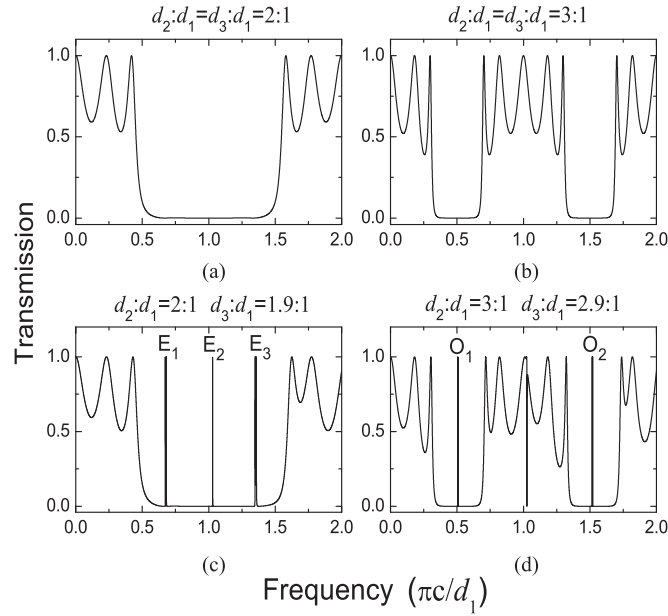 d₂:d₁=d₃:d₁=2:1
d₂:d₁=d₃:d₁=3:1
Transmission
1.0
0.5
0.0
0.0 0.5 1.0 1.5 2.0
(a)
1.0
0.5
0.0
0.0 0.5 1.0 1.5 2.0
(b)
d₂:d₁=2:1 d₃:d₁=1.9:1
E₁ E₂ E₃
1.0
0.5
0.0
0.0 0.5 1.0 1.5 2.0
(c)
d₂:d₁=3:1 d₃:d₁=2.9:1
O₁ O₂
1.0
0.5
0.0
0.0 0.5 1.0 1.5 2.0
(d)
Frequency (πc/d₁)